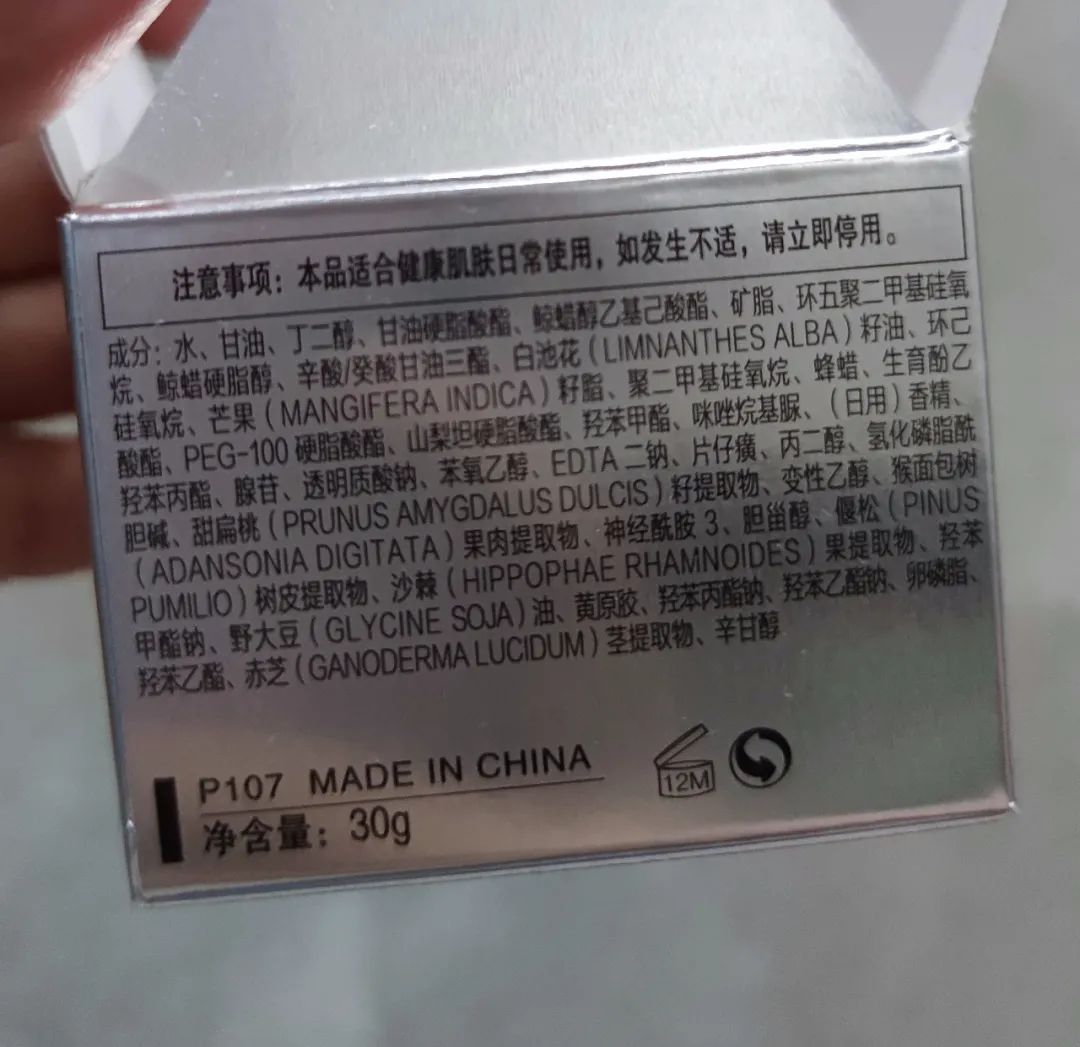 注意事项：本品适合健康肌肤日常使用，如发生不适，请立即停用。
成分：水、甘油、丁二醇、甘油硬脂酸酯、鲸蜡醇乙基己酸酯、矿脂、环五聚二甲基硅氧
烷、鲸蜡硬脂醇、辛酸/癸酸甘油三酯、白池花（LIMNANTHES ALBA）籽油、环己
硅氧烷、芒果（MANGIFERA INDICA）籽脂、聚二甲基硅氧烷、蜂蜡、生育酚乙
酸酯、PEG-100 硬脂酸酯、山梨坦硬脂酸酯、羟苯甲酯、咪唑烷基脲、（日用）香精、
羟苯丙酯、腺苷、透明质酸钠、苯氧乙醇、EDTA 二钠、片仔癀、丙二醇、氢化磷脂酰
胆碱、甜扁桃（PRUNUS AMYGDALUS DULCIS）籽提取物、变性乙醇、猴面包树
（ADANSONIA DIGITATA）果肉提取物、神经酰胺 3、胆甾醇、偃松（PINUS
PUMILIO）树皮提取物、沙棘（HIPPOPHAE RHAMNOIDES）果提取物、羟苯
甲酯钠、野大豆（GLYCINE SOJA）油、黄原胶、羟苯丙酯钠、羟苯乙酯钠、卵磷脂、
羟苯乙酯、赤芝（GANODERMA LUCIDUM）茎提取物、辛甘醇
12M
P107 MADE IN CHINA
净含量：30g